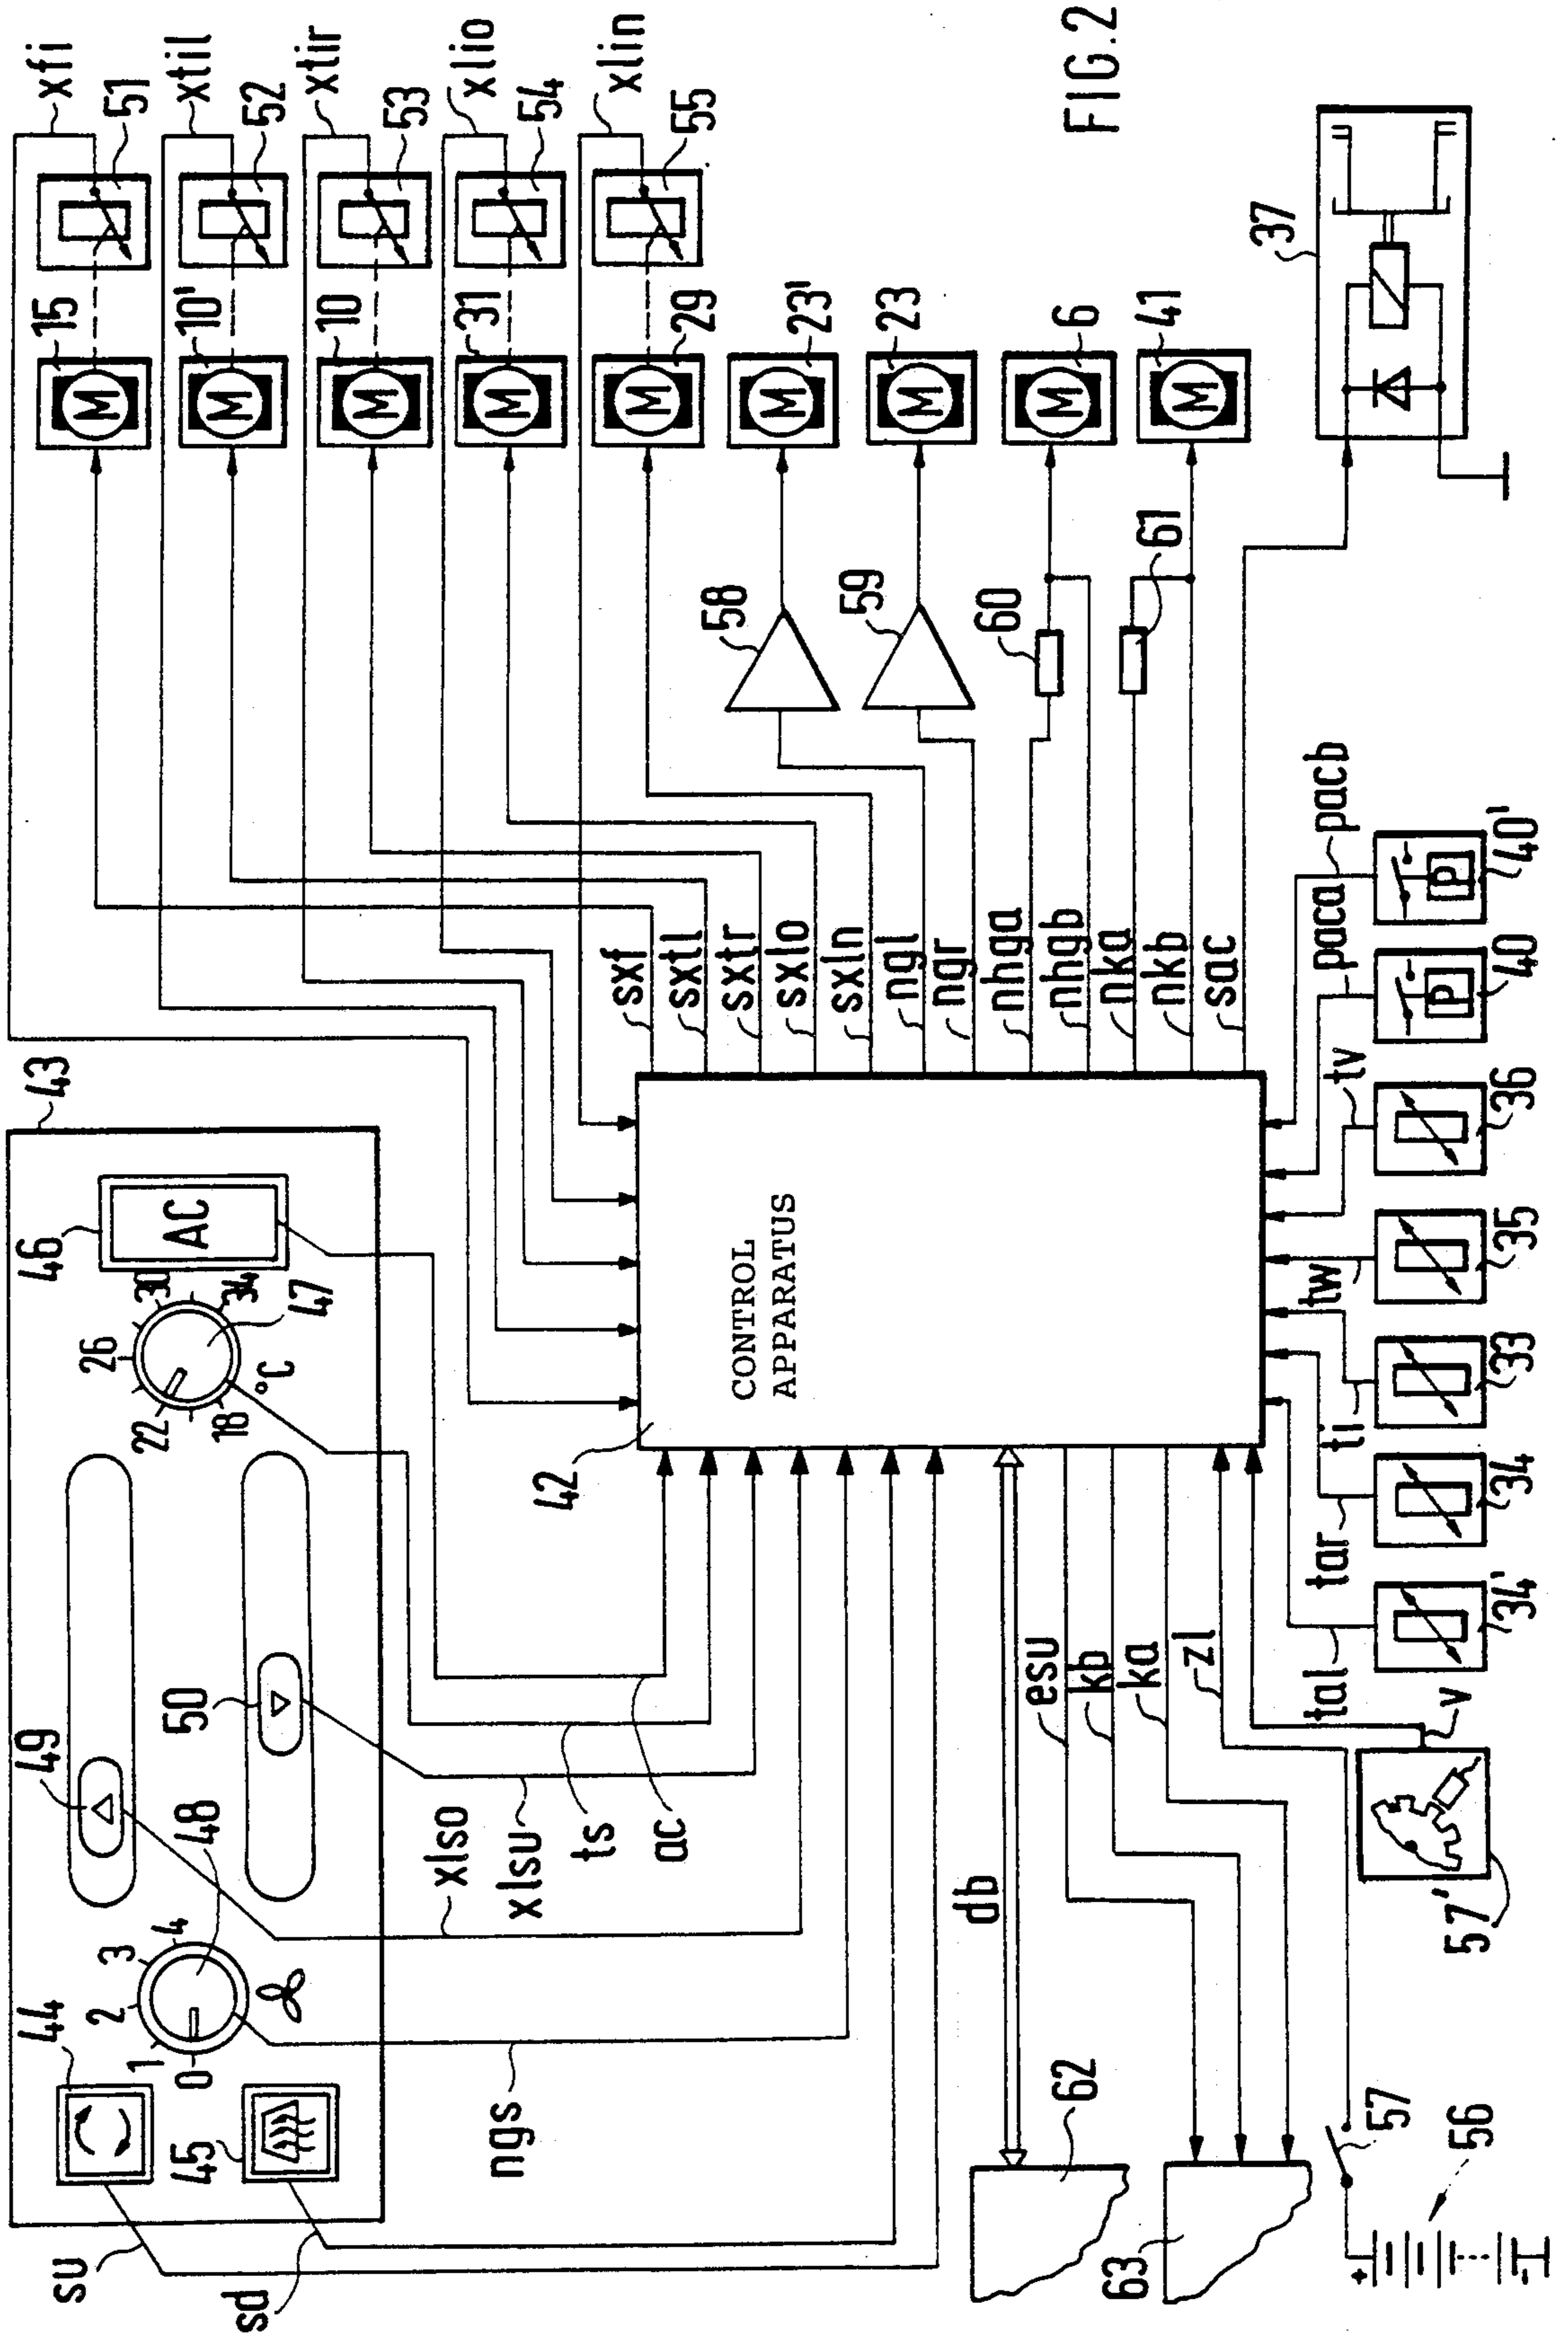 FIG.2
43
44
45
46
AC
47
18
22
26
30
34
°C
48
0
1
2
3
4
49
50
su
sd
ngs
xlso
xlsu
ts
ac
42
CONTROL
APPARATUS
xfi
xtil
xtir
xlio
xlin
51
52
53
54
55
15
M
10'
M
10
M
31
M
29
M
23'
M
23
M
6
M
41
M
37
58
59
60
61
sxf
sxtl
sxtr
sxlo
sxln
ngl
ngr
nhga
nhgb
nka
nkb
sac
db
esu
kb
ka
zl
v
62
63
57
56
+
-
57'
tal
tar
ti
tw
tv
paca
pacb
34'
34
33
35
36
40
P
40'
P